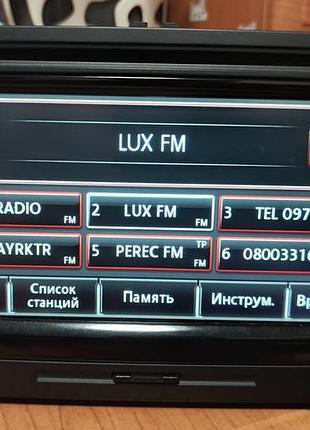 LUX FM
RADIO FM
2 LUX FM FM
3 TEL 097
AYRKTR FM
5 PEREC FM TP FM
6 08003316
Список
станций
Память
Инструм.
Вр